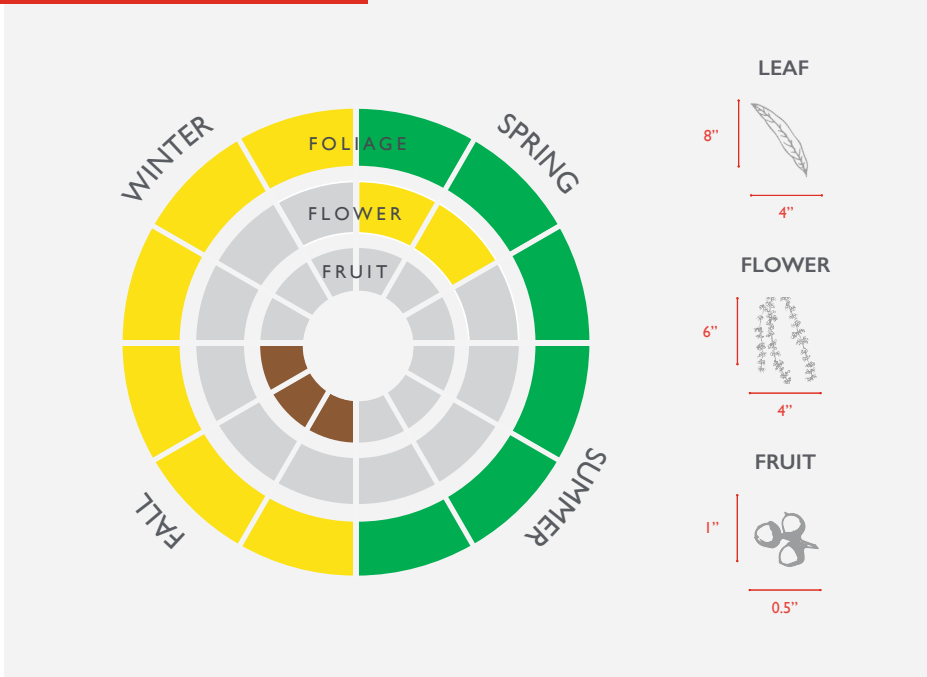 WINTER
SPRING
FOLIAGE
FLOWER
FRUIT
FALL
SUMMER
LEAF
8”
4”
FLOWER
6”
4”
FRUIT
1”
0.5”